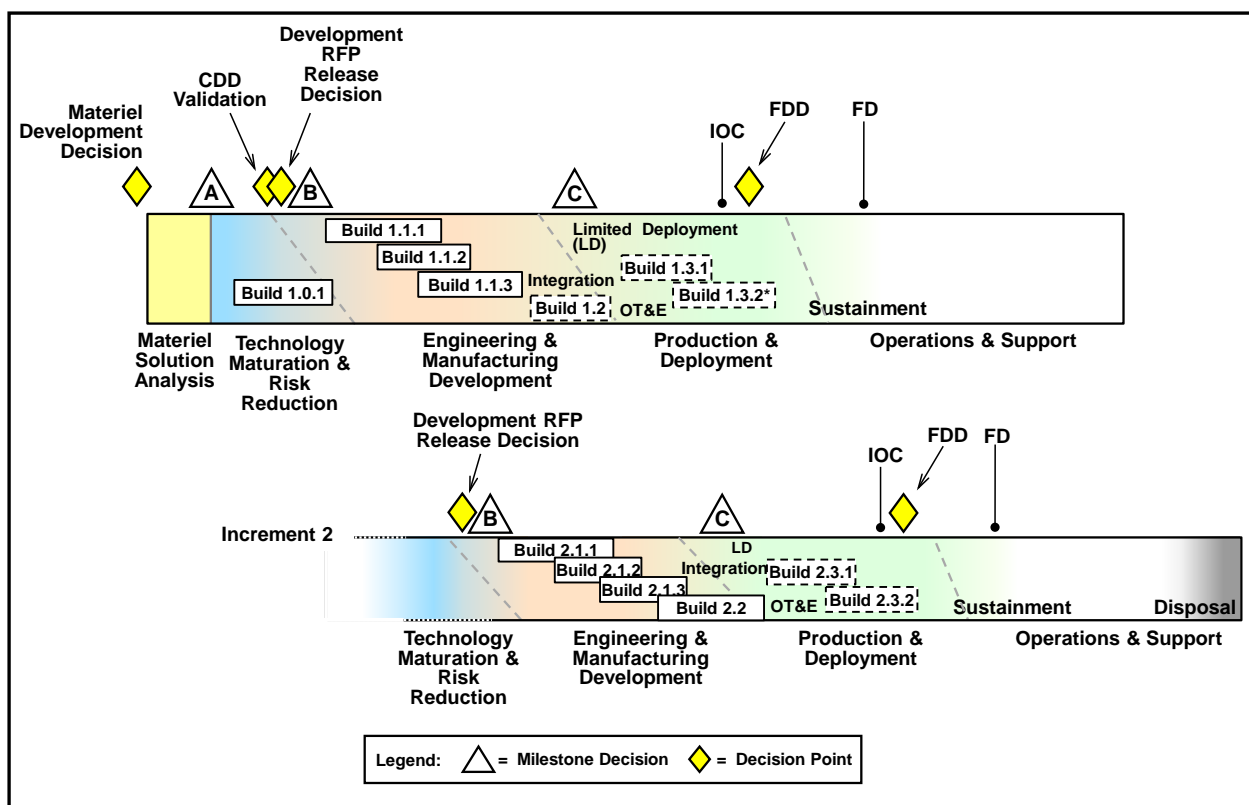 Development
RFP
Release
Decision
CDD
Validation
Materiel
Development
Decision
IOC
FDD
FD
A
B
C
Build 1.1.1
Build 1.1.2
Build 1.1.3
Build 1.0.1
Limited Deployment
(LD)
Integration
Build 1.3.1
Build 1.3.2*
Build 1.2
OT&E
Sustainment
Materiel
Solution
Analysis
Technology
Maturation &
Risk
Reduction
Engineering &
Manufacturing
Development
Production &
Deployment
Operations & Support
Development RFP
Release Decision
IOC
FDD
FD
B
C
Increment 2
Build 2.1.1
Build 2.1.2
Build 2.1.3
Build 2.2
LD
Integration
Build 2.3.1
Build 2.3.2
OT&E
Sustainment
Disposal
Technology
Maturation &
Risk
Reduction
Engineering &
Manufacturing
Development
Production &
Deployment
Operations & Support
Legend: = Milestone Decision = Decision Point